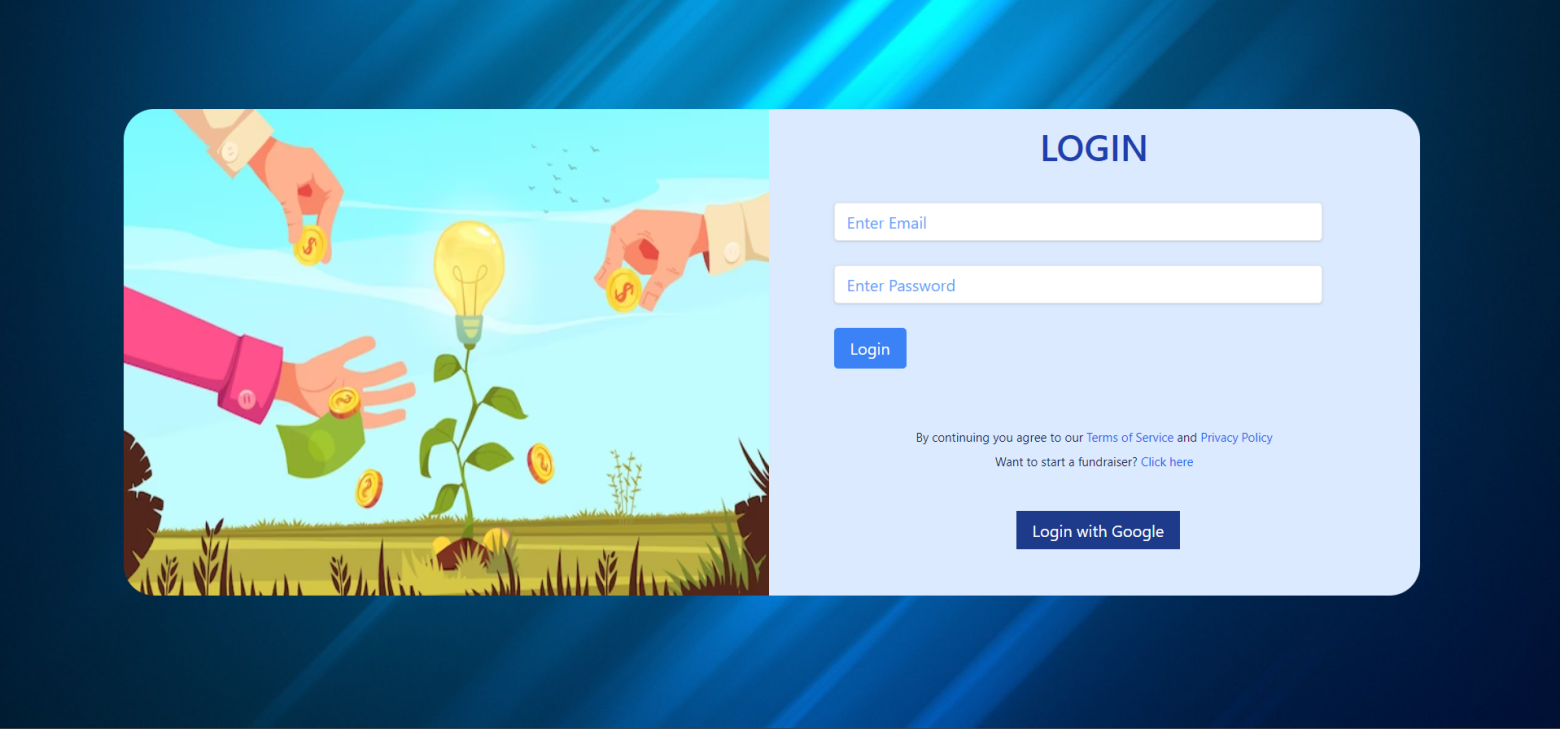 LOGIN
Enter Email
Enter Password
Login
By continuing you agree to our Terms of Service and Privacy Policy
Want to start a fundraiser? Click here
Login with Google